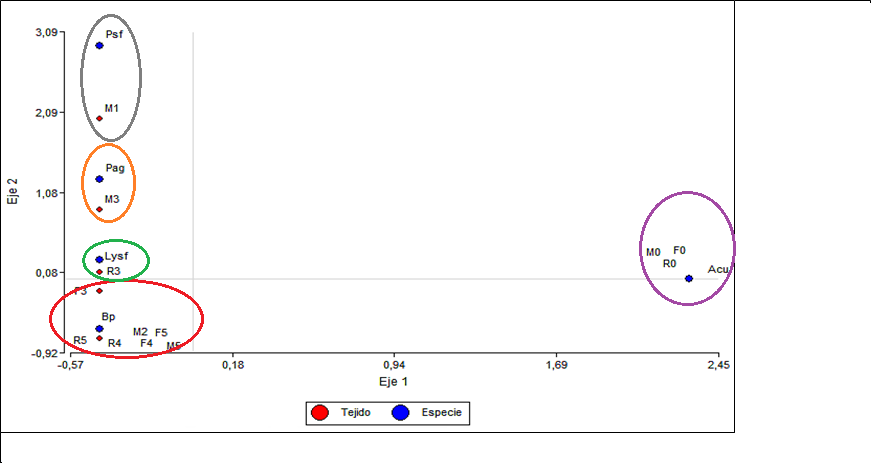 3,09
Psf
2,09
M1
Pag
Eje 2
1,08
M3
M0 F0
Lysf
R0
Acu
0,08
R3
F3
Bp
M2 F5
R5 R4 F4 M5
-0,92
-0,57 0,18 0,94 1,69 2,45
Eje 1
Tejido Especie